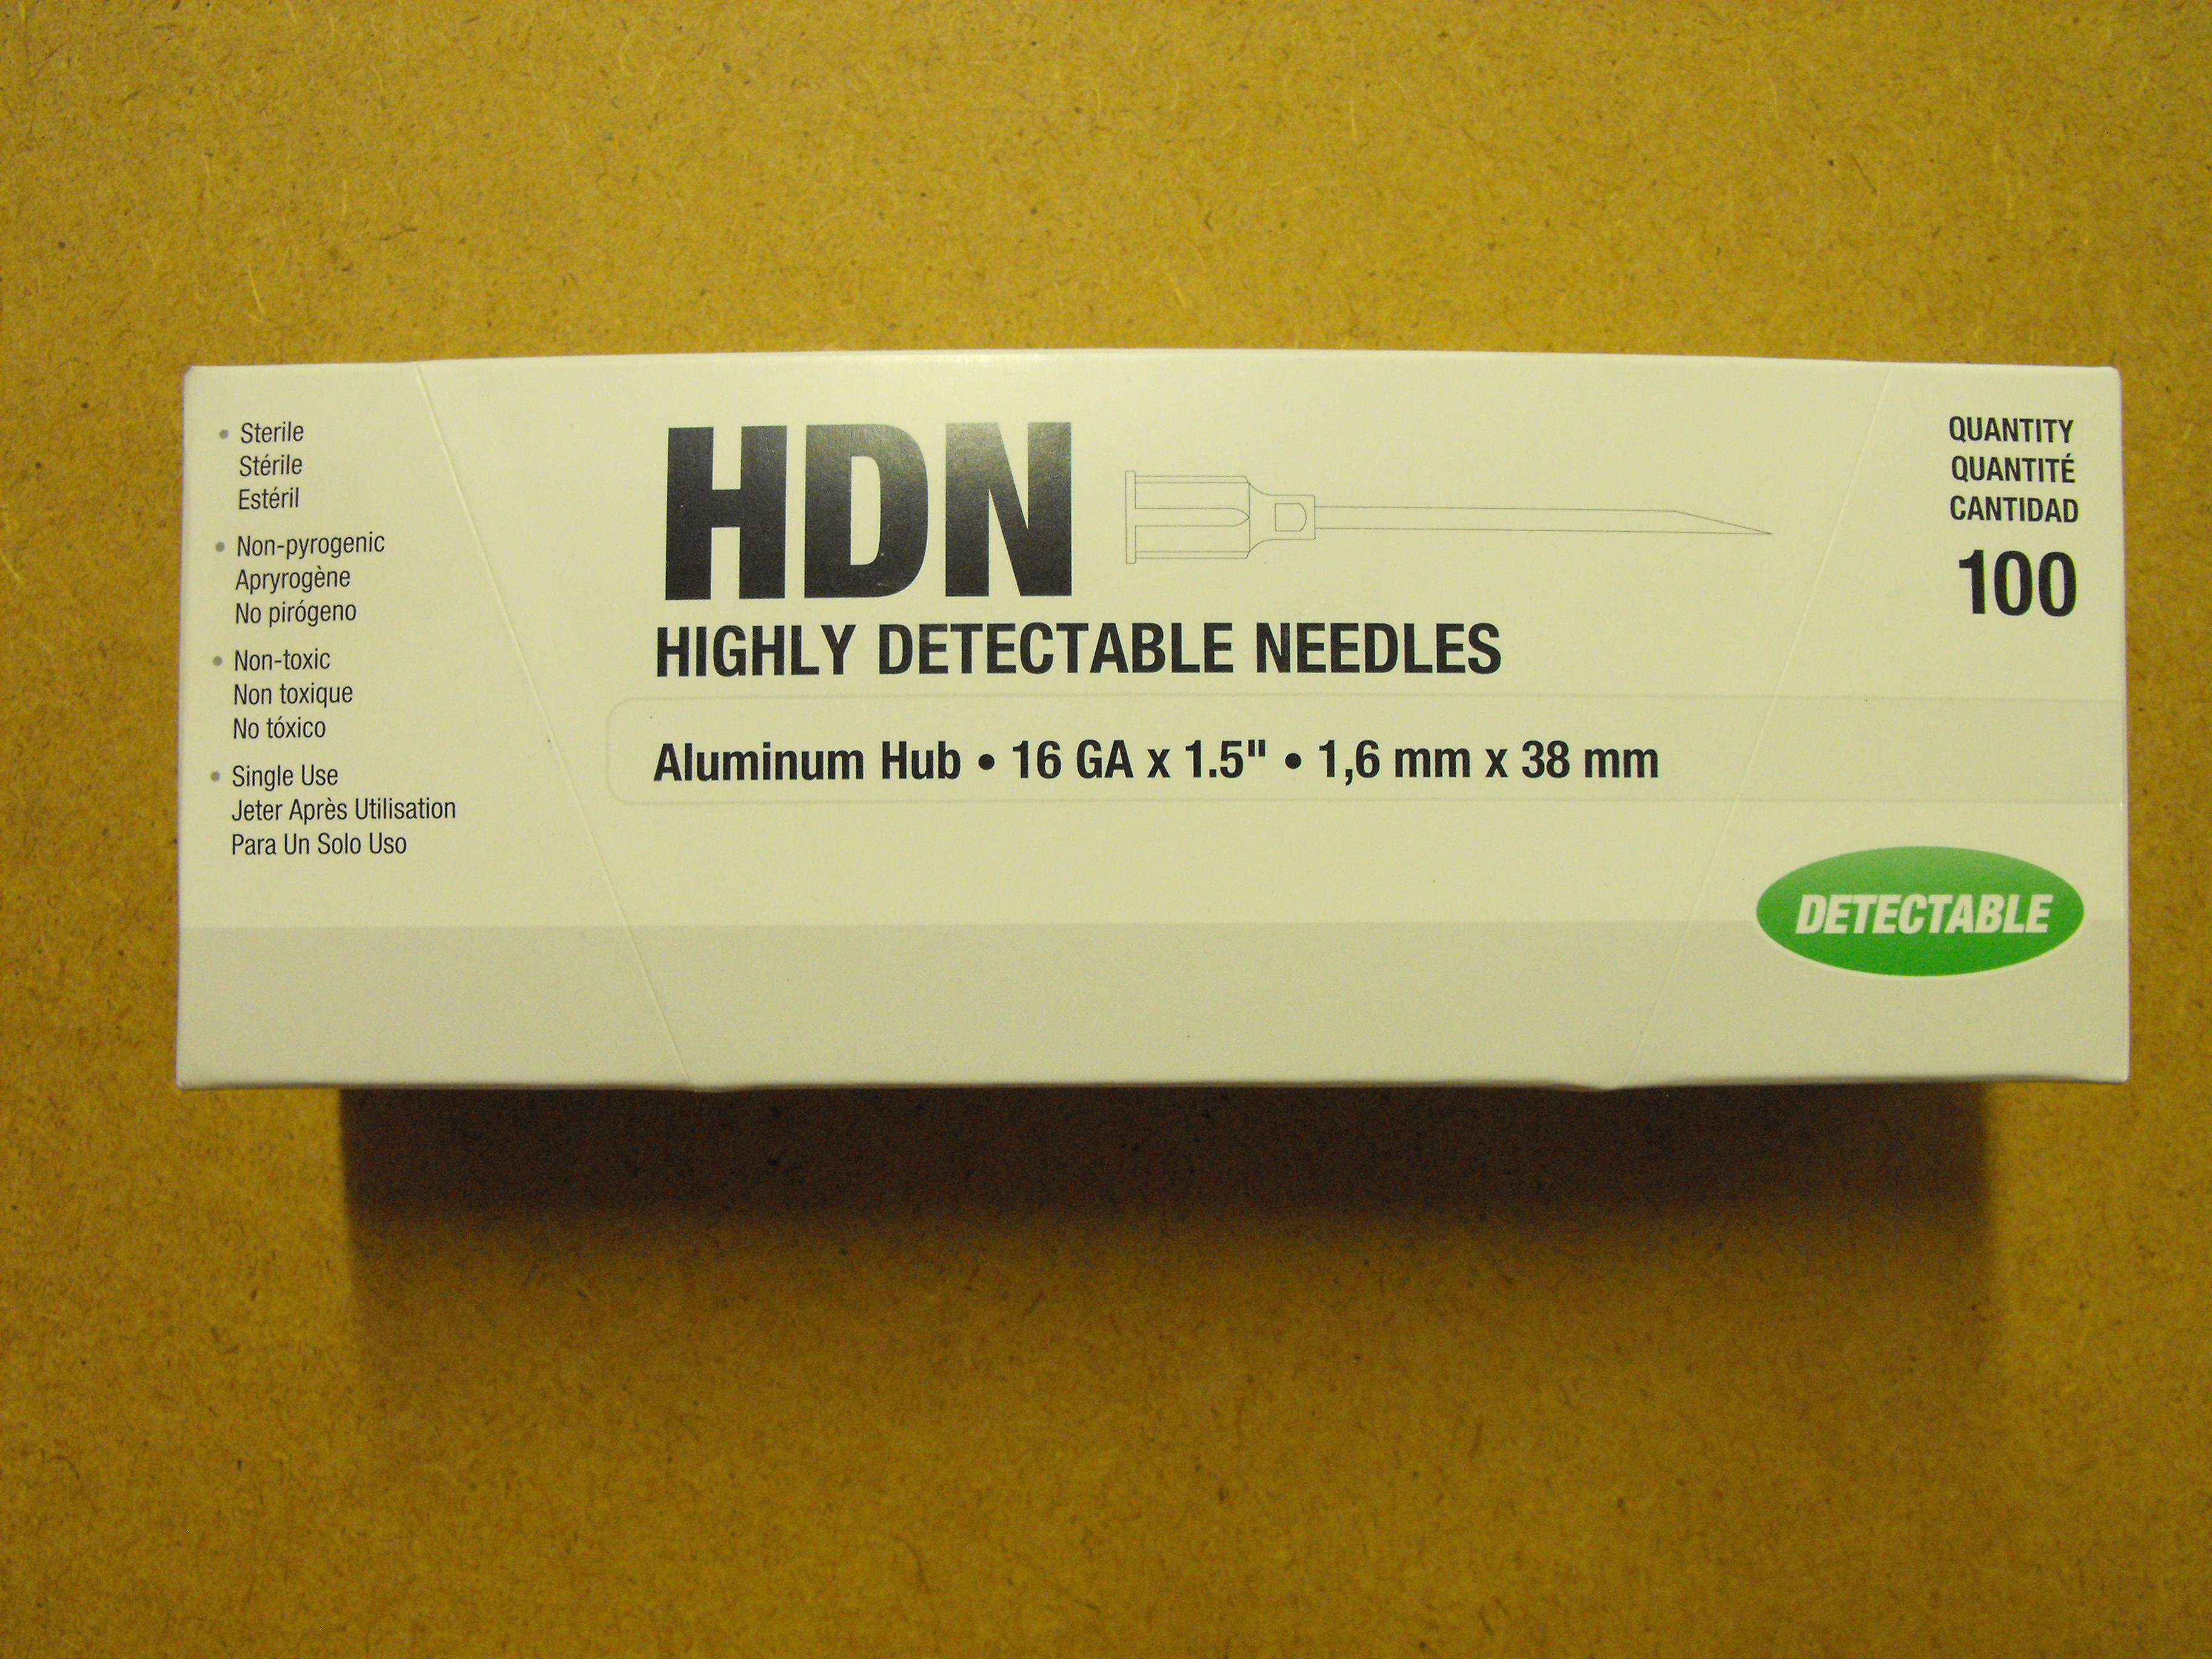 • Sterile
Stérile
Estéril
• Non-pyrogenic
Apryrogène
No pirógeno
• Non-toxic
Non toxique
No tóxico
• Single Use
Jeter Après Utilisation
Para Un Solo Uso
HDN
HIGHLY DETECTABLE NEEDLES
Aluminum Hub • 16 GA x 1.5" • 1,6 mm x 38 mm
QUANTITY
QUANTITÉ
CANTIDAD
100
DETECTABLE